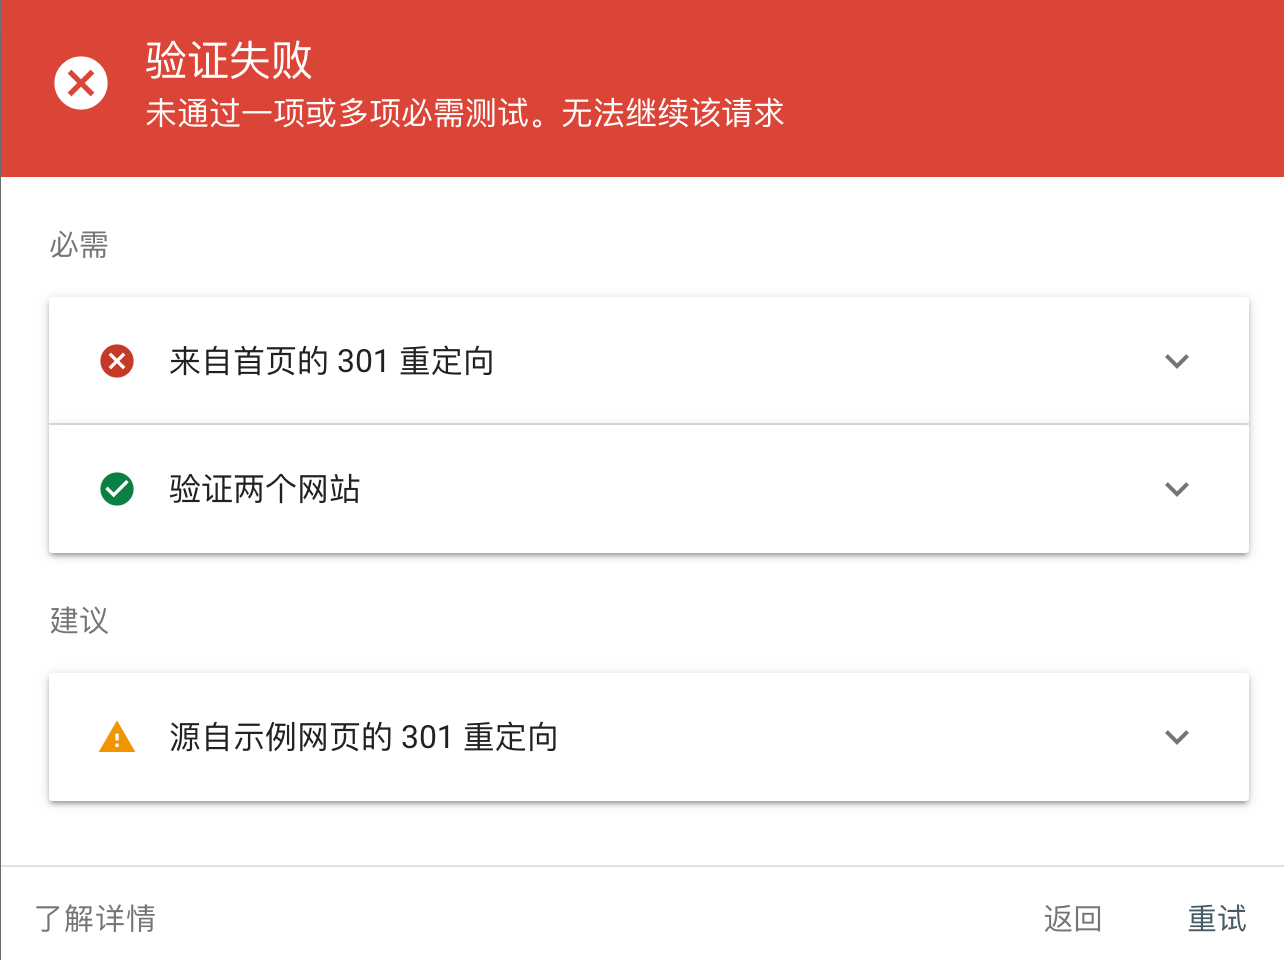 验证失败
未通过一项或多项必需测试。无法继续该请求
必需
来自首页的 301 重定向
验证两个网站
建议
源自示例网页的 301 重定向
了解详情
返回
重试